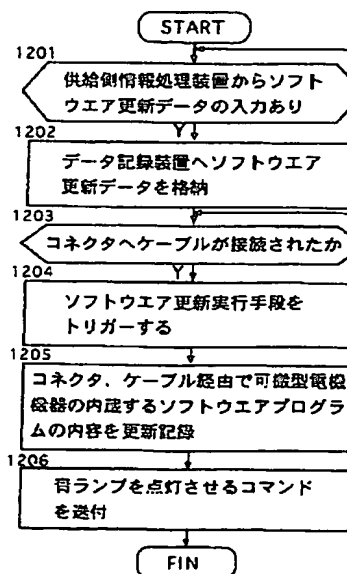 START
1201
供給側情報処理装置からソフト
ウエア更新データの入力あり
Y
1202
データ記録装置へソフトウエア
更新データを格納
1203
コネクタへケーブルが接続されたか
Y
1204
ソフトウエア更新実行手段を
トリガーする
1205
コネクタ、ケーブル経由で可搬型電子
機器の内蔵するソフトウエアプログラ
ムの内容を更新記録
1206
青ランプを点灯させるコマンド
を送付
FIN